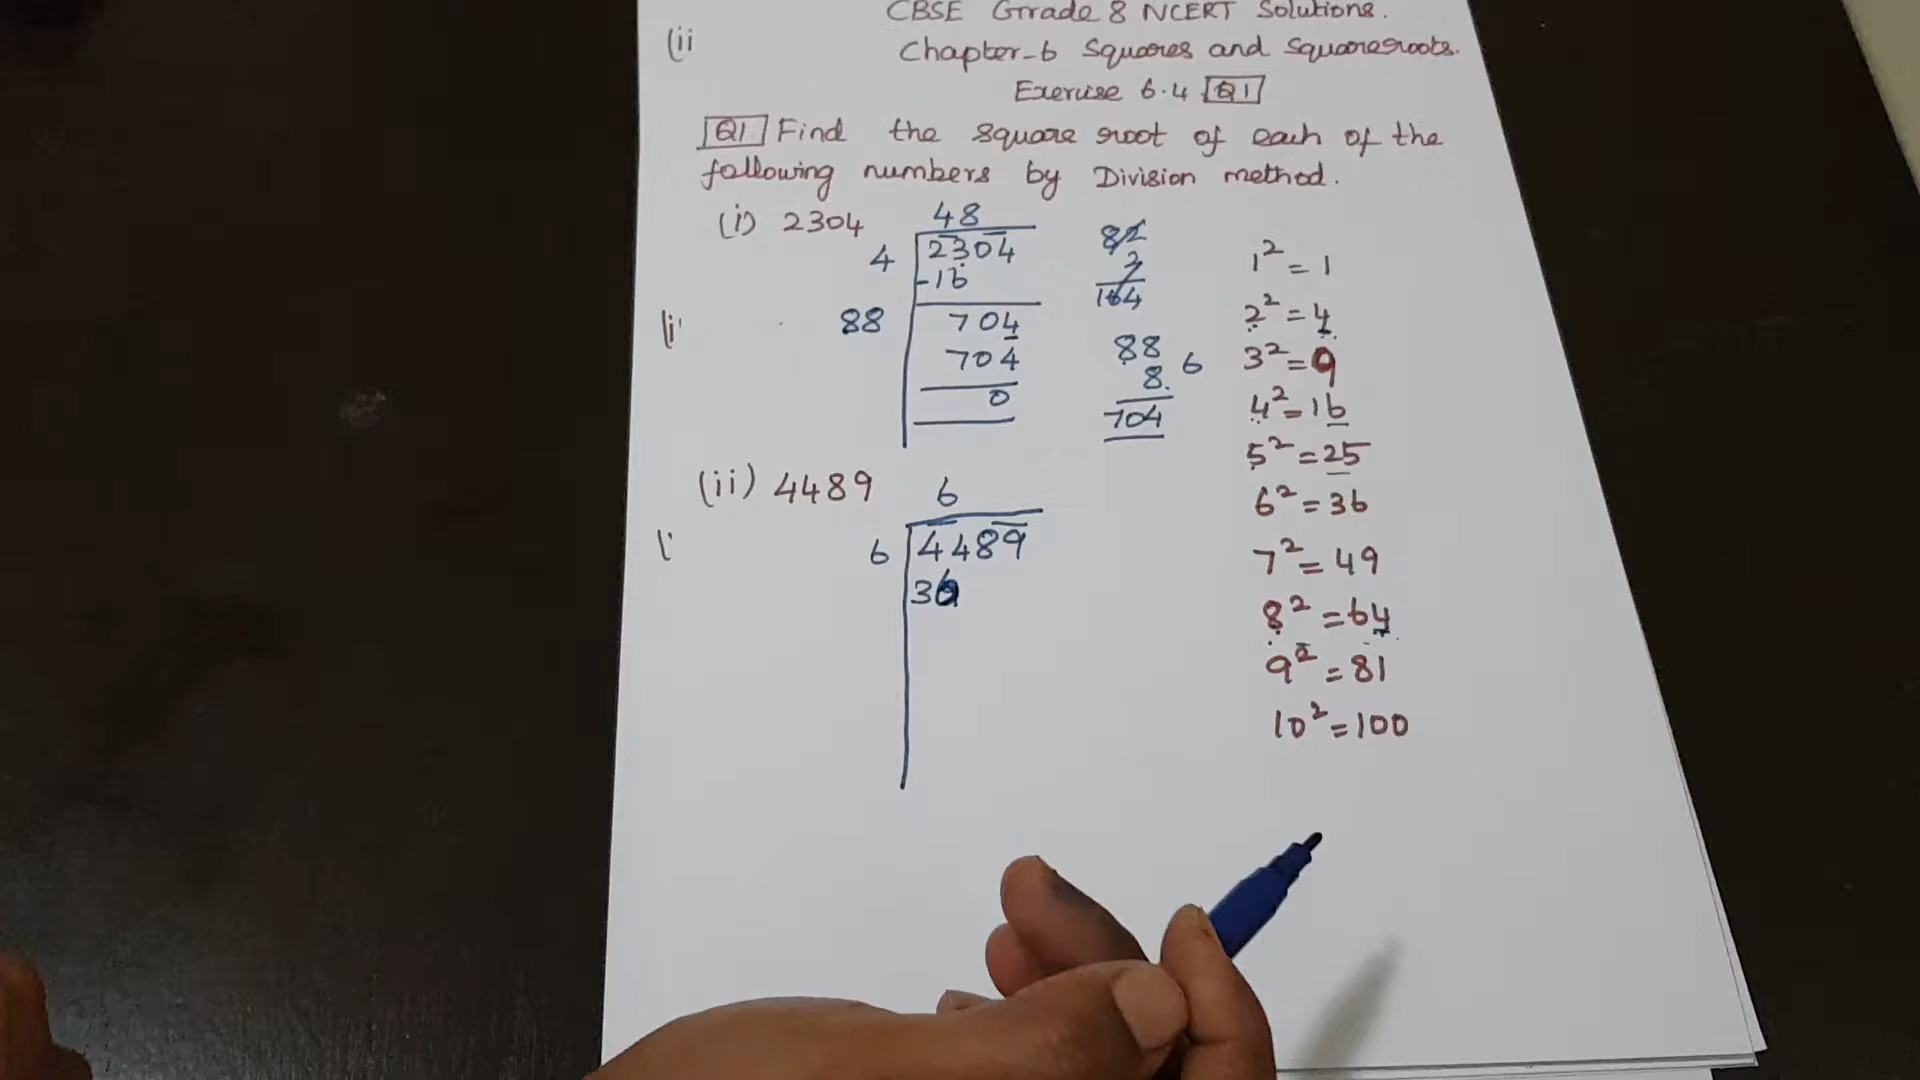 CBSE Grade 8 NCERT Solutions.
(ii
Chapter-6 Squares and Squareroots.
Exercise 6.4 Q1
Q1 Find the square root of each of the
following numbers by Division method.
(i) 2304
48
4 2304
-16
88 704
704
0
82
2
164
88
8. 6
704
1² = 1
2² = 4
3² = 9
4² = 16
5² = 25
6² = 36
7² = 49
8² = 64
9² = 81
10² = 100
(ii) 4489
6
6 4489
36